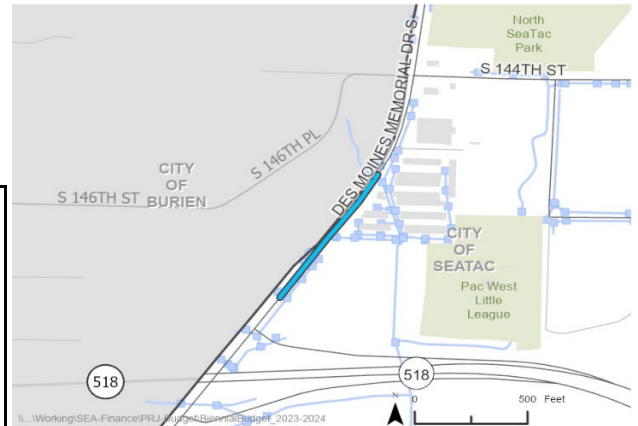 North
SeaTac
Park
S 144TH ST
DES MOINES MEMORIAL DR S
S 146TH PL
CITY
OF
BURIEN
S 146TH ST
CITY
OF
SEATAC
Pac West
Little
League
518
518
N
0 500 Feet
\\...\Working\SEA-Finance\PRJ-Budget\BiennialBudget_2023-2024